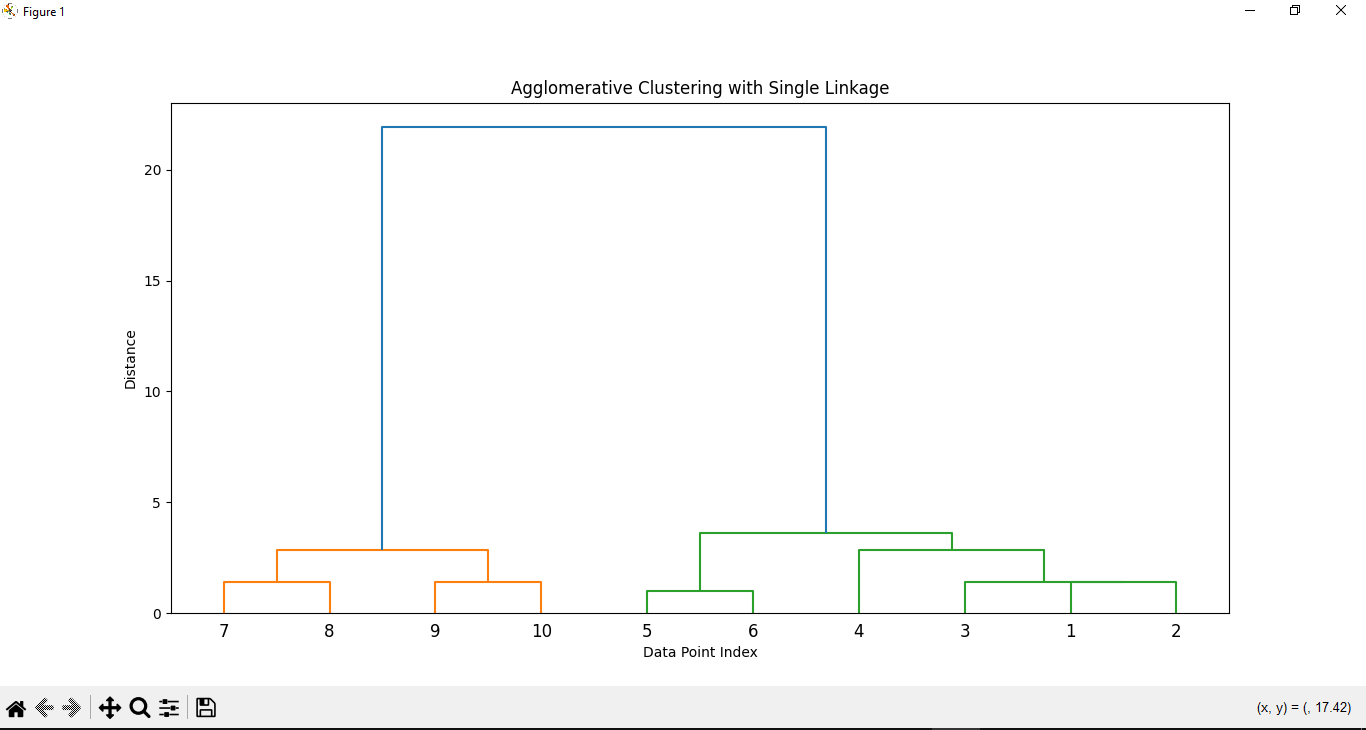 Figure 1
Agglomerative Clustering with Single Linkage
20
15
10
5
0
Distance
7 8 9 10 5 6 4 3 1 2
Data Point Index
(x, y) = (, 17.42)